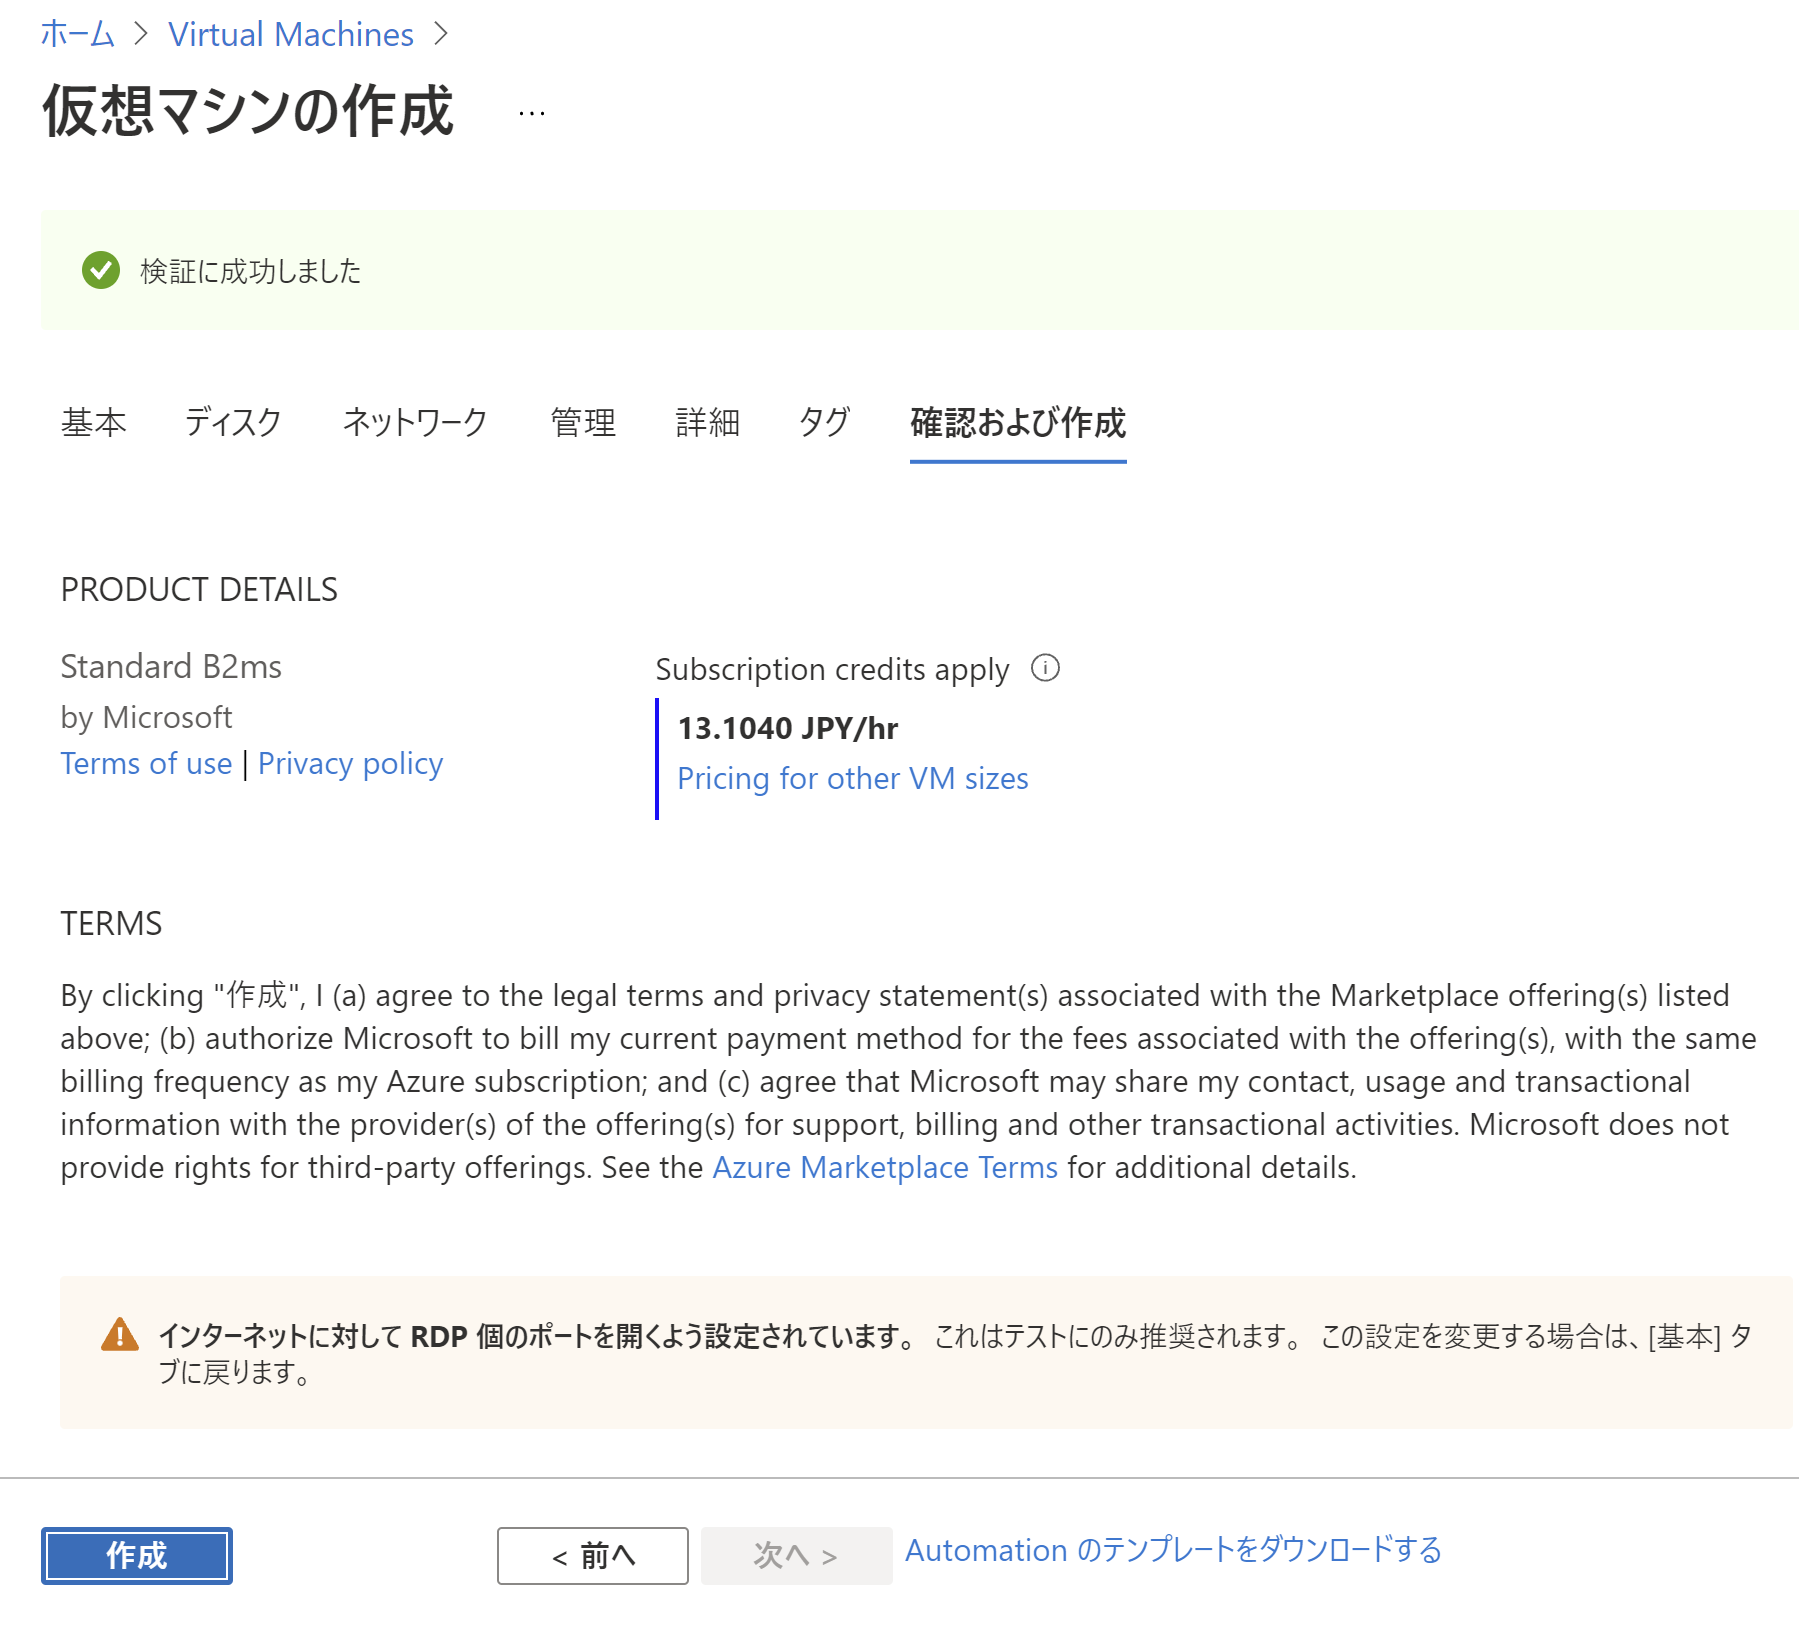 ホーム > Virtual Machines >
仮想マシンの作成 ...
検証に成功しました
基本 ディスク ネットワーク 管理 詳細 タグ 確認および作成
PRODUCT DETAILS
Standard B2ms
by Microsoft
Terms of use | Privacy policy
Subscription credits apply
13.1040 JPY/hr
Pricing for other VM sizes
TERMS
By clicking "作成", I (a) agree to the legal terms and privacy statement(s) associated with the Marketplace offering(s) listed
above; (b) authorize Microsoft to bill my current payment method for the fees associated with the offering(s), with the same
billing frequency as my Azure subscription; and (c) agree that Microsoft may share my contact, usage and transactional
information with the provider(s) of the offering(s) for support, billing and other transactional activities. Microsoft does not
provide rights for third-party offerings. See the Azure Marketplace Terms for additional details.
インターネットに対して RDP 個のポートを開くよう設定されています。 これはテストにのみ推奨されます。 この設定を変更する場合は、[基本] タ
ブに戻ります。
作成 < 前へ 次へ > Automation のテンプレートをダウンロードする